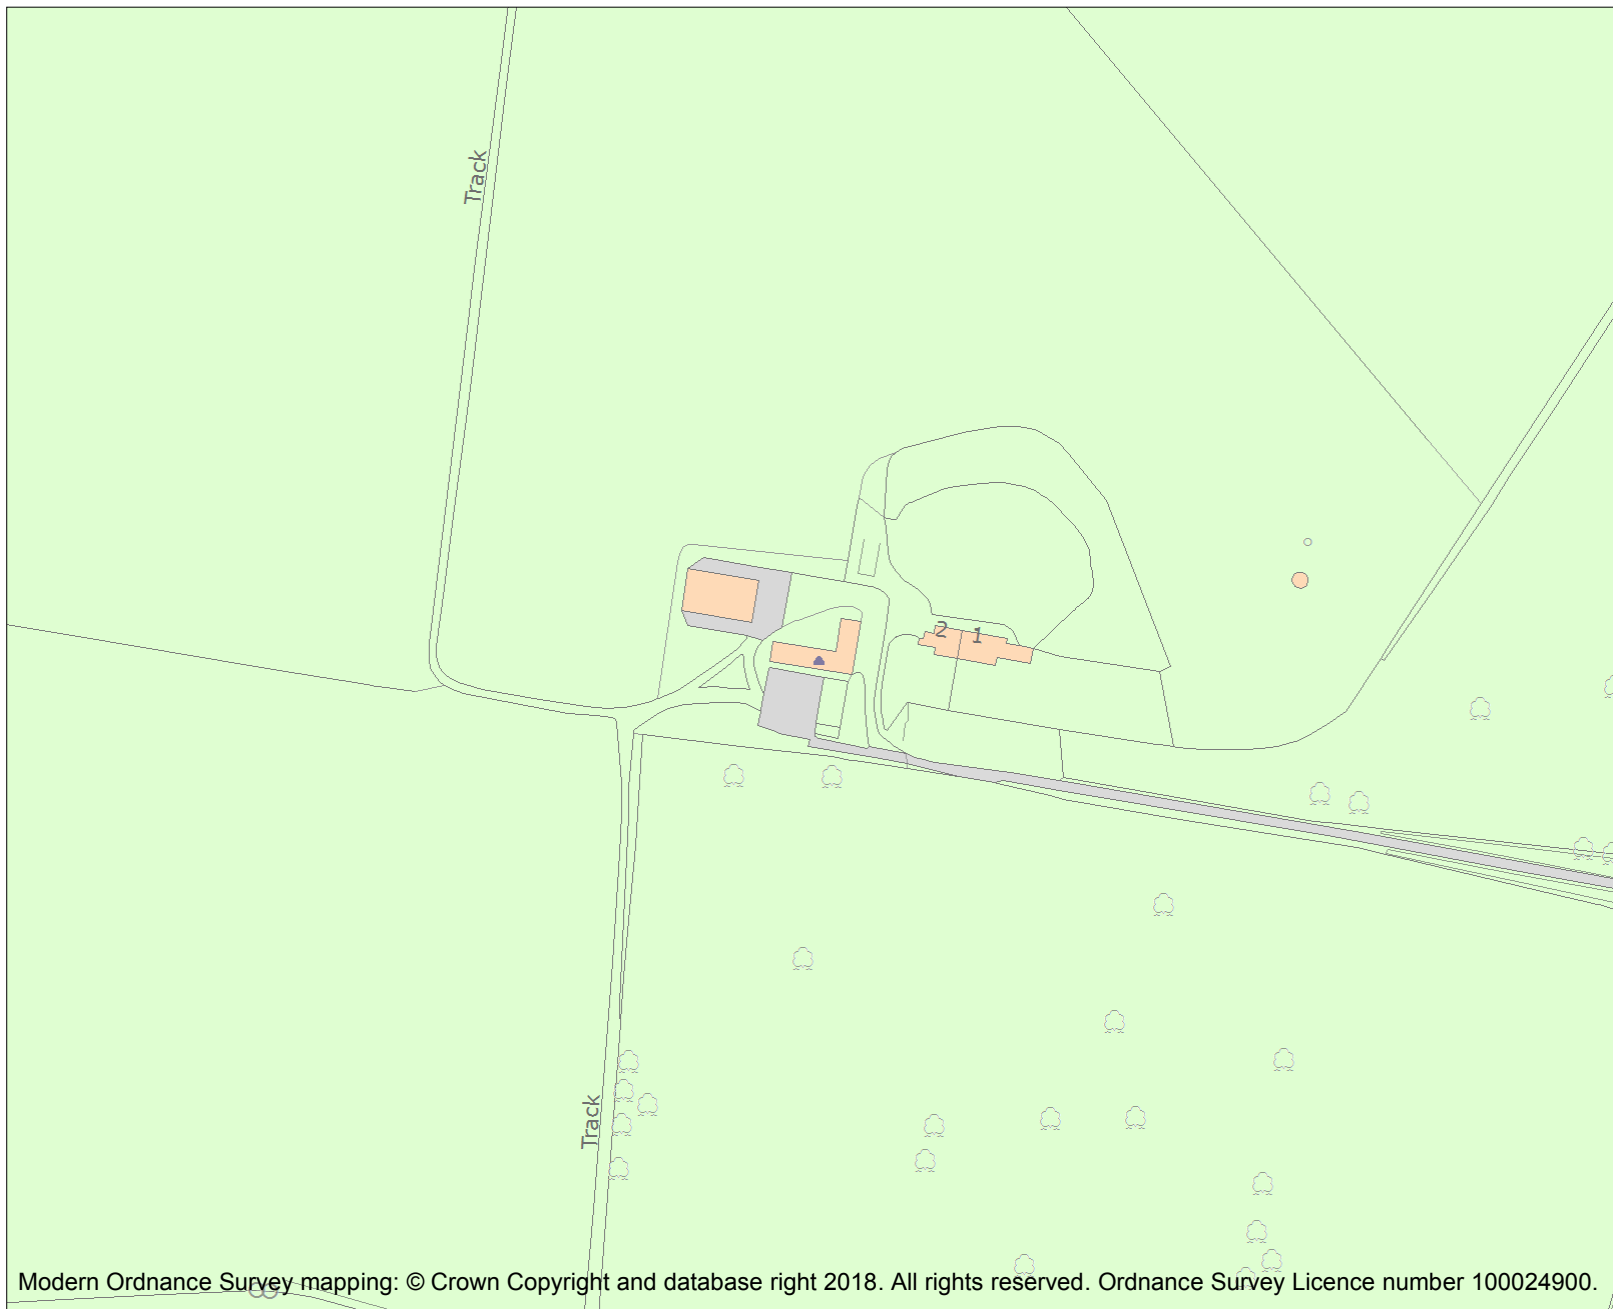 Track
2 1
Track
Modern Ordnance Survey mapping: © Crown Copyright and database right 2018. All rights reserved. Ordnance Survey Licence number 100024900.